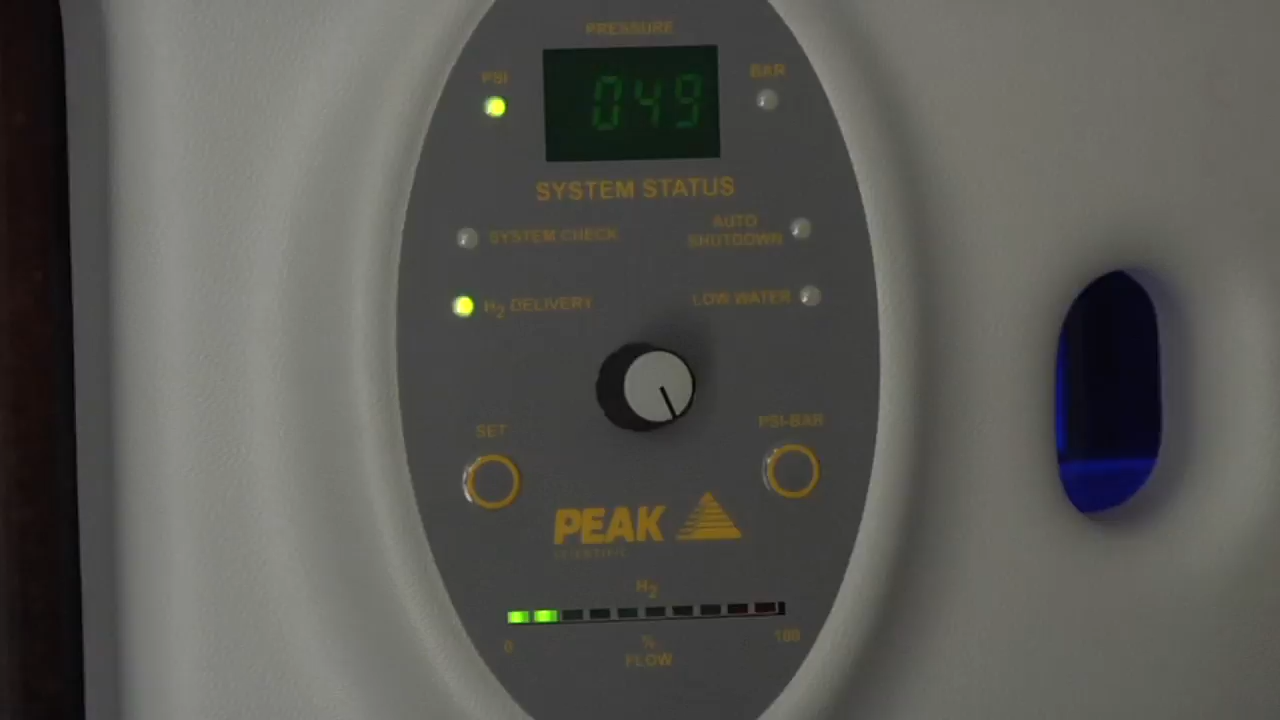 PRESSURE
PSI
BAR
049
SYSTEM STATUS
SYSTEM CHECK
AUTO
SHUTDOWN
H2 DELIVERY
LOW WATER
SET
PSI-BAR
PEAK
SCIENTIFIC
H2
0
%
100
FLOW